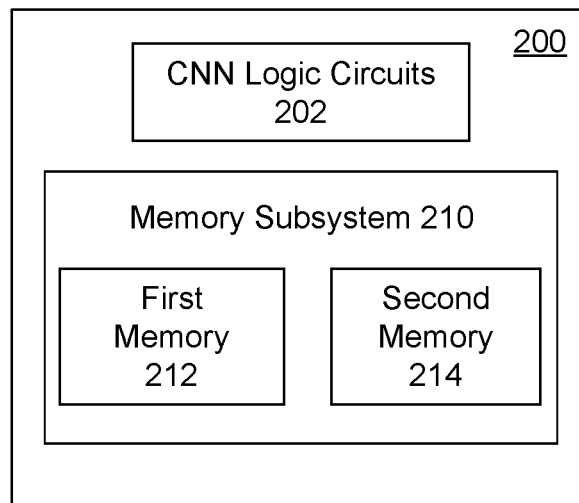 200
CNN Logic Circuits
202
Memory Subsystem 210
First
Memory
212
Second
Memory
214